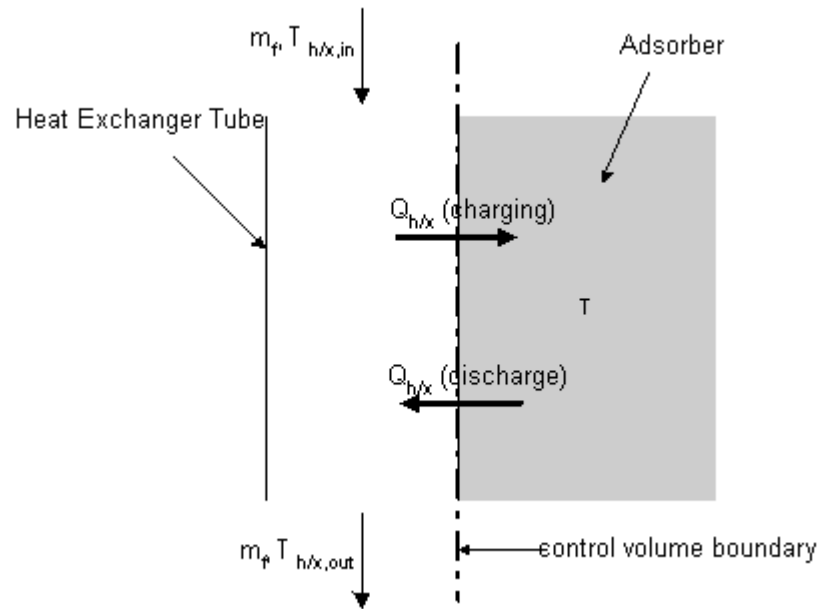 m_f, T_h/x,in
Adsorber
Heat Exchanger Tube
Q_h/x (charging)
T
Q_h/x (discharge)
m_f, T_h/x,out
control volume boundary